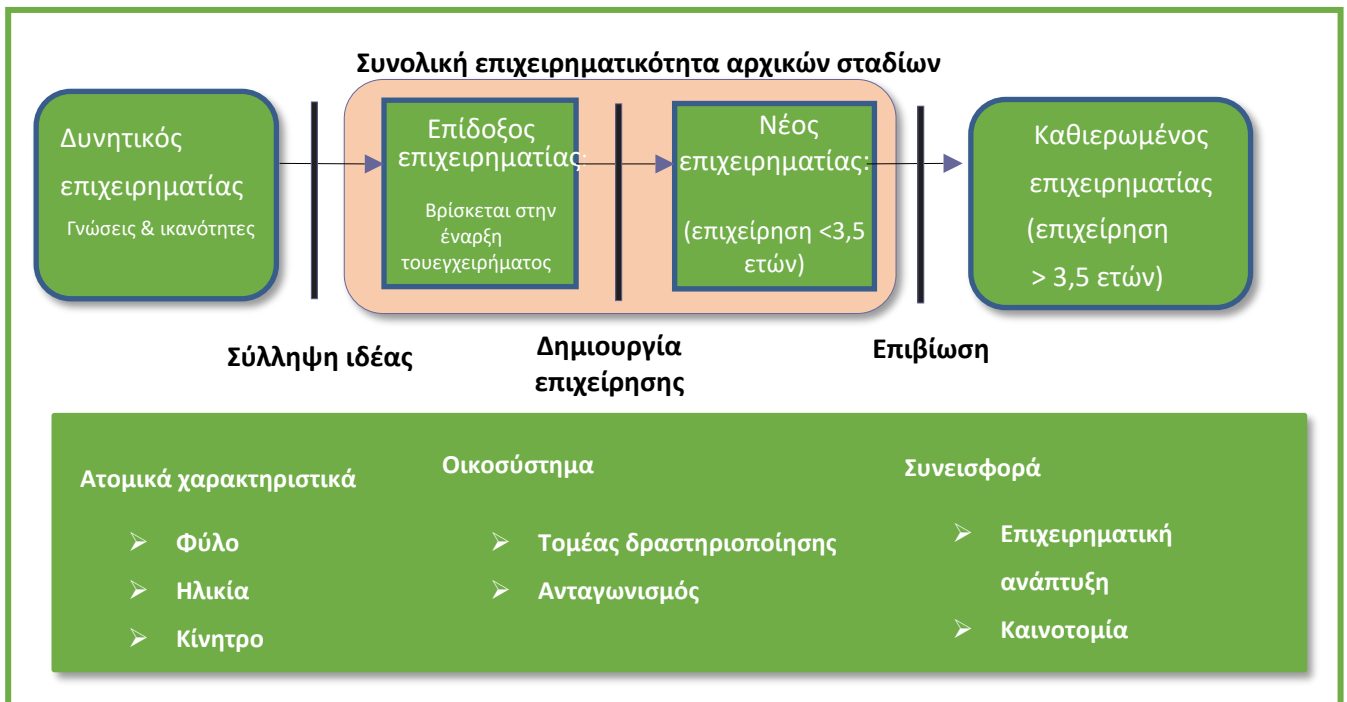 Συνολική επιχειρηματικότητα αρχικών σταδίων
Δυνητικός
επιχειρηματίας
Γνώσεις & ικανότητες
Επίδοξος
επιχειρηματίας:
Βρίσκεται στην
έναρξη
τουεγχειρήματος
Νέος
επιχειρηματίας:
(επιχείρηση <3,5
ετών)
Καθιερωμένος
επιχειρηματίας
(επιχείρηση
> 3,5 ετών)
Σύλληψη ιδέας
Δημιουργία
επιχείρησης
Επιβίωση
Ατομικά χαρακτηριστικά
➢ Φύλο
➢ Ηλικία
➢ Κίνητρο
Οικοσύστημα
➢ Τομέας δραστηριοποίησης
➢ Ανταγωνισμός
Συνεισφορά
➢ Επιχειρηματική
ανάπτυξη
➢ Καινοτομία